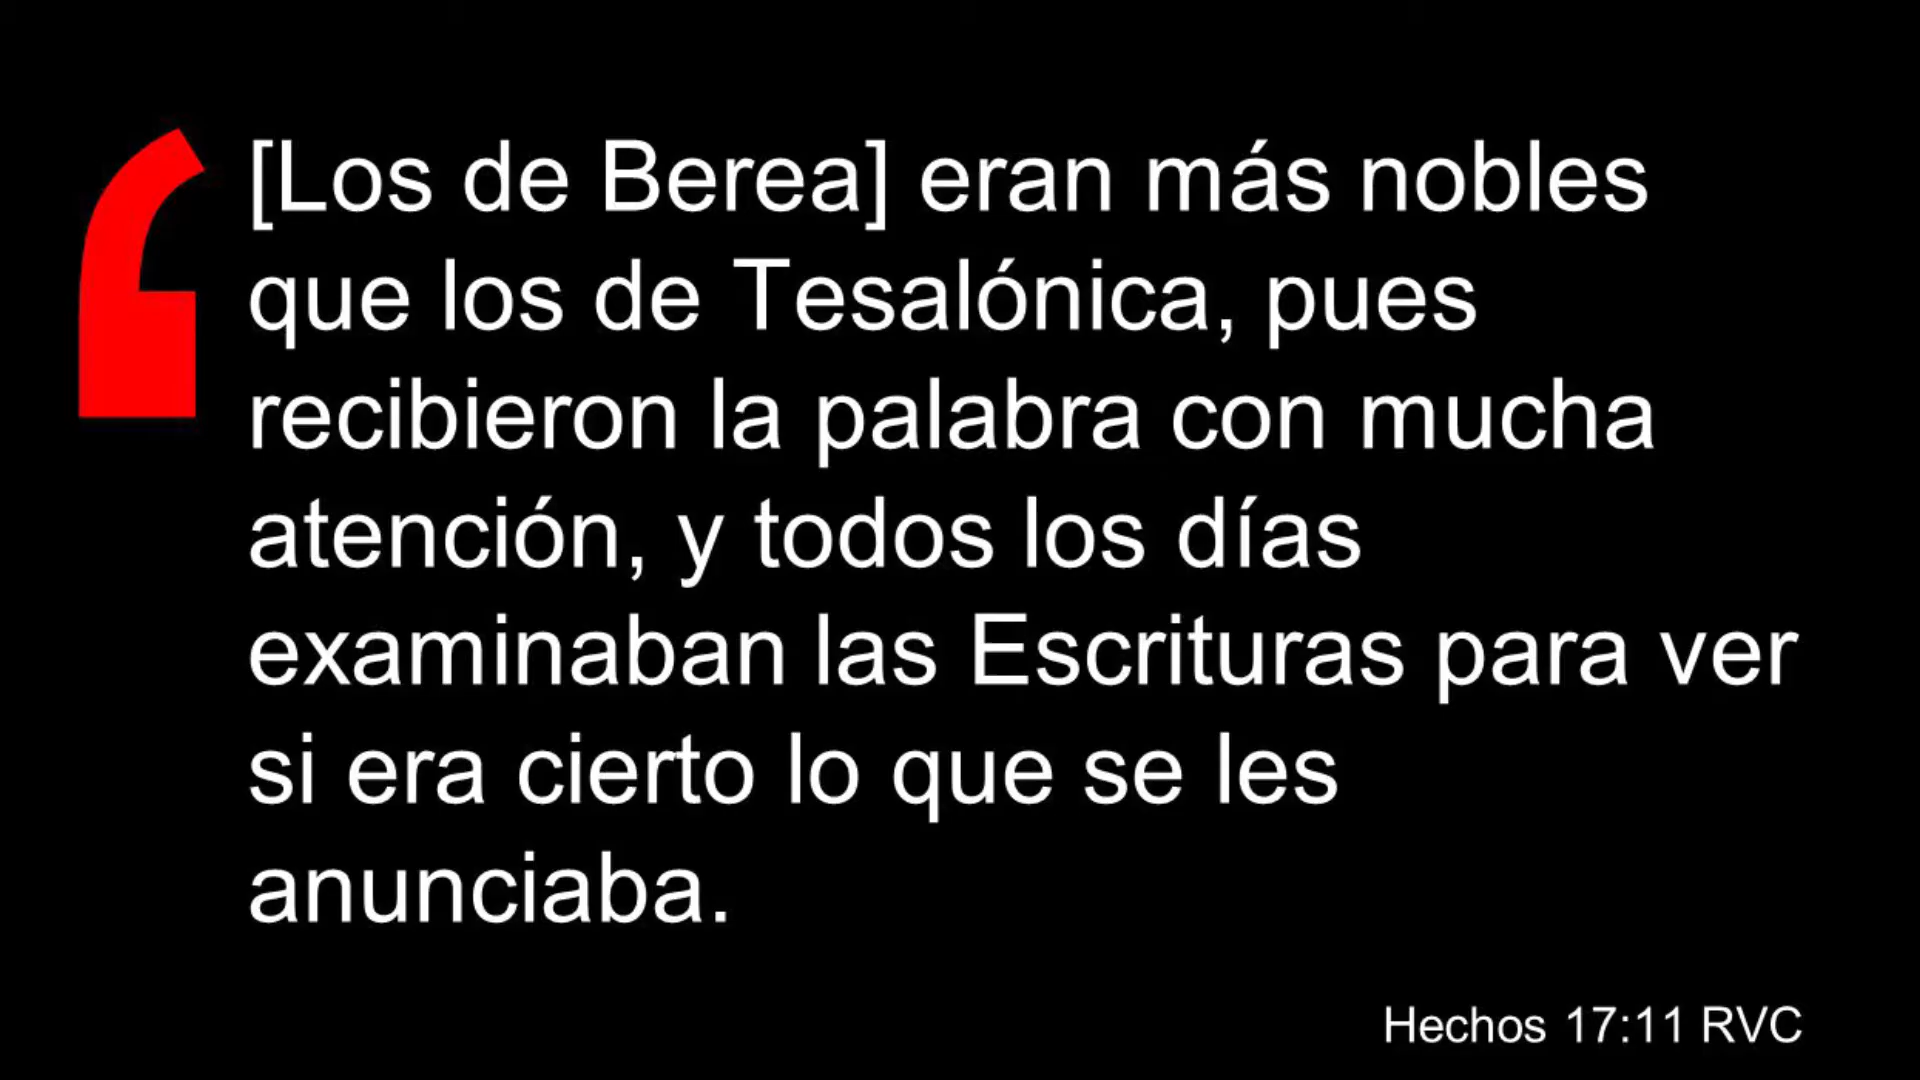 [Los de Berea] eran más nobles
que los de Tesalónica, pues
recibieron la palabra con mucha
atención, y todos los días
examinaban las Escrituras para ver
si era cierto lo que se les
anunciaba.
Hechos 17:11 RVC